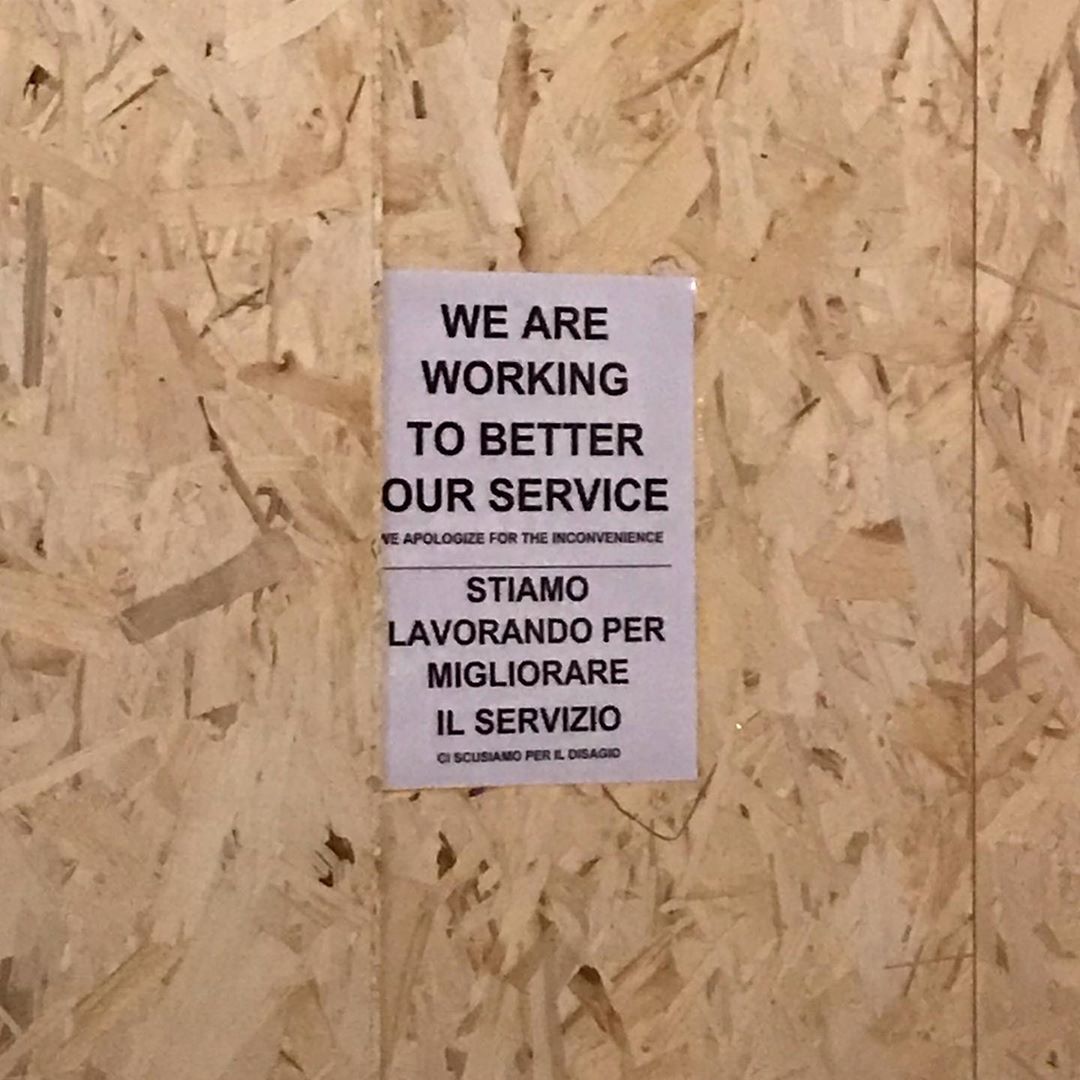 WE ARE
WORKING
TO BETTER
OUR SERVICE
WE APOLOGIZE FOR THE INCONVENIENCE
STIAMO
LAVORANDO PER
MIGLIORARE
IL SERVIZIO
CI SCUSIAMO PER IL DISAGIO